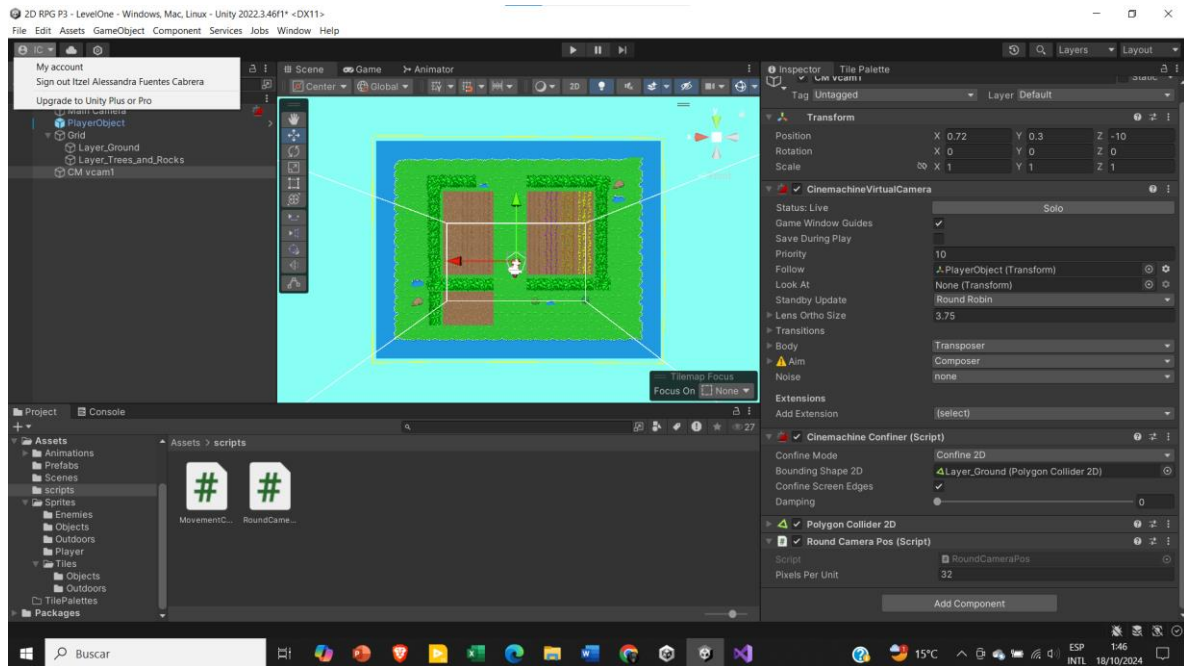 2D RPG P3 - LevelOne - Windows, Mac, Linux - Unity 2022.3.46f1* <DX11>
File Edit Assets GameObject Component Services Jobs Window Help
IC
Layers Layout
My account
Sign out Itzel Alessandra Fuentes Cabrera
Upgrade to Unity Plus or Pro
Main Camera
PlayerObject
Grid
Layer_Ground
Layer_Trees_and_Rocks
CM vcam1
Scene Game Animator
Center Global 2D
Tilemap Focus
Focus On None
Inspector Tile Palette
CM vcam1 Static
Tag Untagged Layer Default
Transform
Position X 0.72 Y 0.3 Z -10
Rotation X 0 Y 0 Z 0
Scale X 1 Y 1 Z 1
CinemachineVirtualCamera
Status: Live Solo
Game Window Guides
Save During Play
Priority 10
Follow PlayerObject (Transform)
Look At None (Transform)
Standby Update Round Robin
Lens Ortho Size 3.75
Transitions
Body Transposer
Aim Composer
Noise none
Extensions
Add Extension (select)
Cinemachine Confiner (Script)
Confine Mode Confine 2D
Bounding Shape 2D Layer_Ground (Polygon Collider 2D)
Confine Screen Edges
Damping 0
Polygon Collider 2D
Round Camera Pos (Script)
Script RoundCameraPos
Pixels Per Unit 32
Add Component
Project Console
27
Assets
Animations
Prefabs
Scenes
scripts
Sprites
Enemies
Objects
Outdoors
Player
Tiles
Objects
Outdoors
TilePalettes
Packages
Assets > scripts
MovementC... RoundCame...
Buscar
15°C
ESP
INTL
1:46
18/10/2024